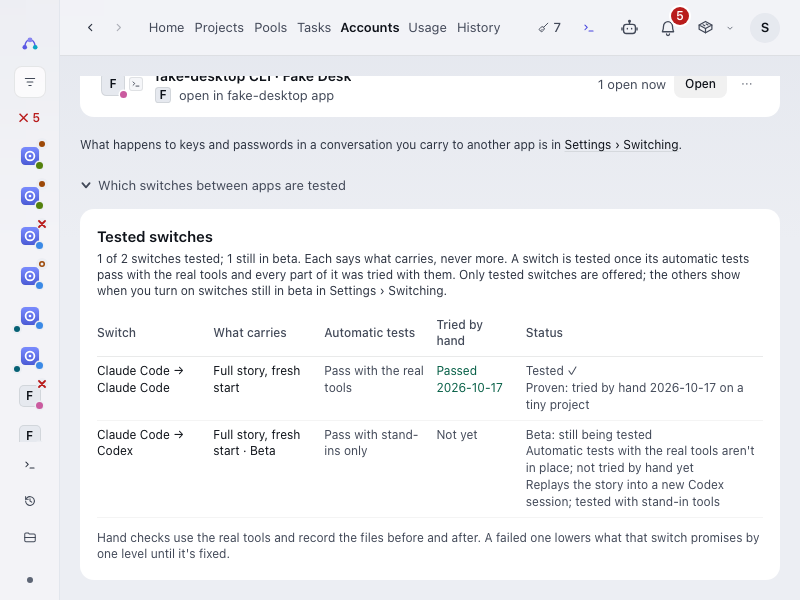 Home Projects Pools Tasks Accounts Usage History 7 5 S
5
F fake-desktop CLI · Fake Desk
F open in fake-desktop app
1 open now Open ···
What happens to keys and passwords in a conversation you carry to another app is in Settings › Switching.
Which switches between apps are tested
Tested switches
1 of 2 switches tested; 1 still in beta. Each says what carries, never more. A switch is tested once its automatic tests
pass with the real tools and every part of it was tried with them. Only tested switches are offered; the others show
when you turn on switches still in beta in Settings › Switching.
Switch What carries Automatic tests Tried by hand Status
Claude Code → Claude Code
Full story, fresh start
Pass with the real tools
Passed 2026-10-17
Tested ✓
Proven: tried by hand 2026-10-17 on a
tiny project
Claude Code → Codex
Full story, fresh start · Beta
Pass with stand-ins only
Not yet
Beta: still being tested
Automatic tests with the real tools aren't
in place; not tried by hand yet
Replays the story into a new Codex
session; tested with stand-in tools
Hand checks use the real tools and record the files before and after. A failed one lowers what that switch promises by
one level until it's fixed.
F
F